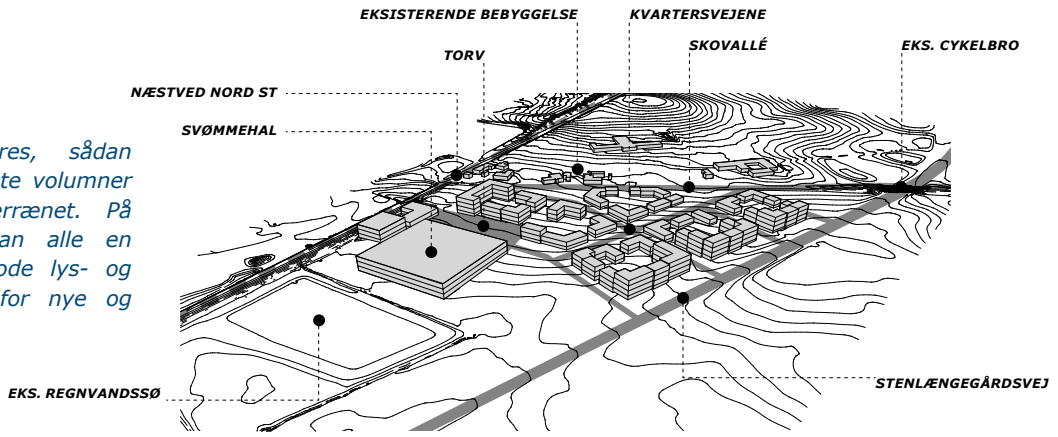 EKSISTERENDE BEBYGGELSE
KVARTERSVEJENE
TORV
SKOVALLÉ
EKS. CYKELBRO
NÆSTVED NORD ST
SVØMMEHAL
res, sådan
te volumner
errænet. På
an alle en
ode lys- og
for nye og
EKS. REGNVANDSSØ
STENLÆNGEGÅRDSVEJ